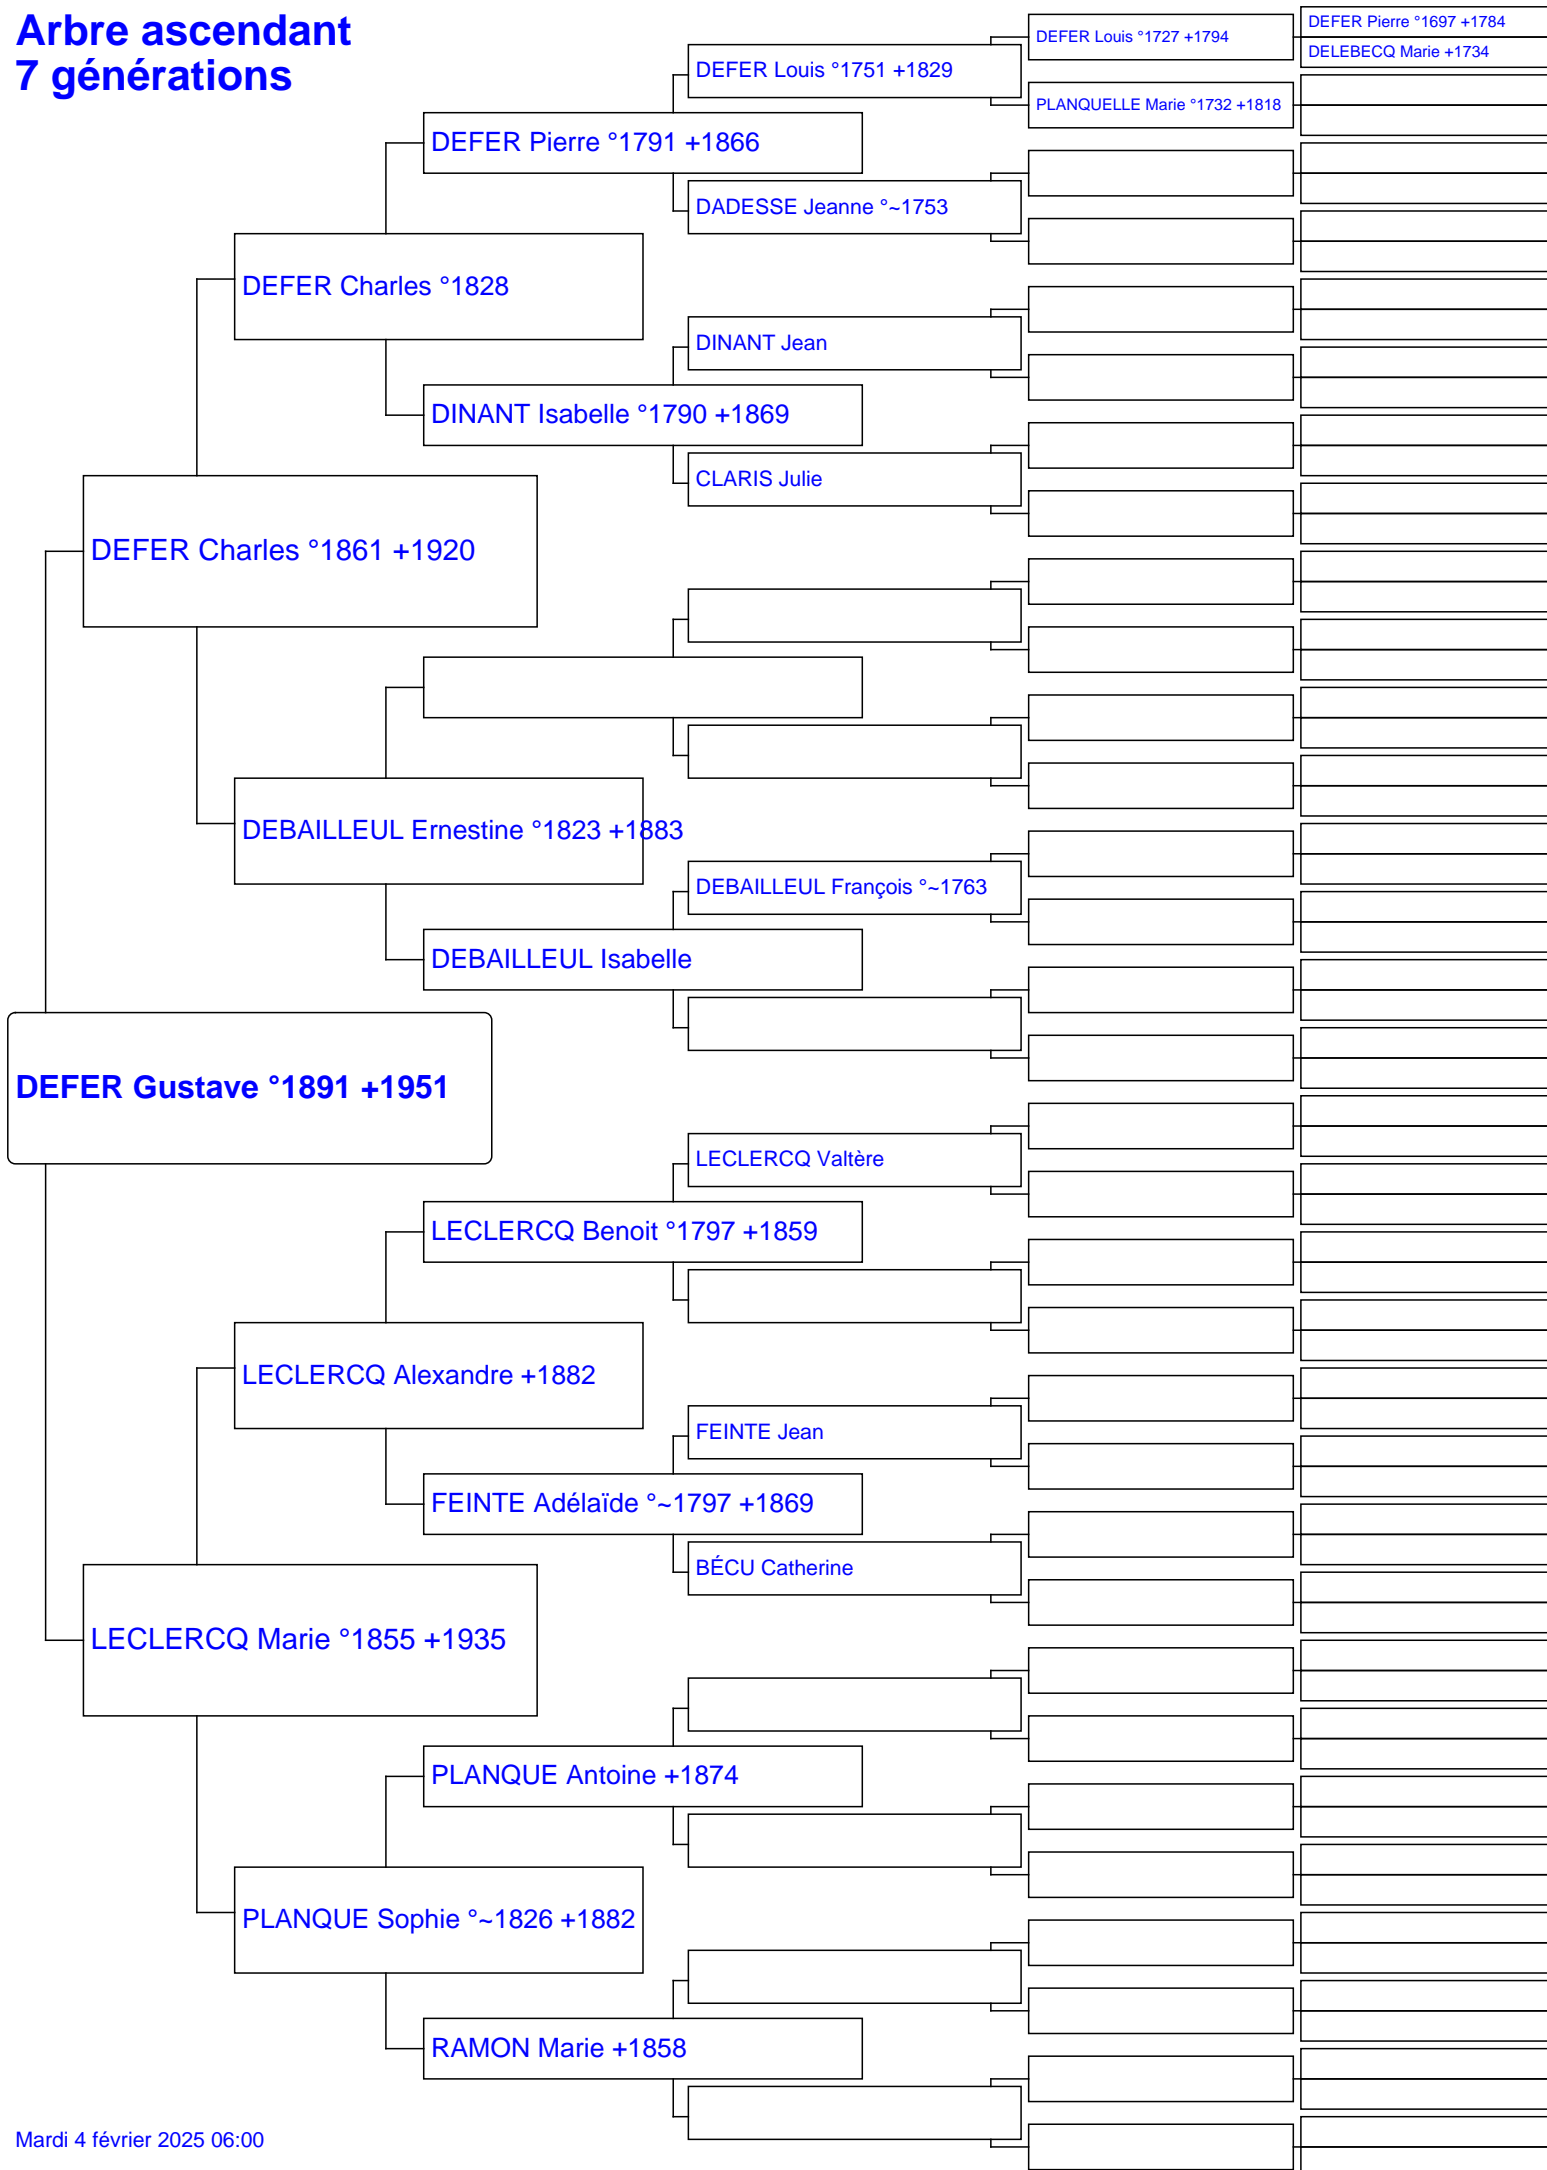 Arbre ascendant
7 générations
DEFER Pierre °1697 +1784
DEFER Louis °1727 +1794
DELEBECQ Marie +1734
DEFER Louis °1751 +1829
PLANQUELLE Marie °1732 +1818
DEFER Pierre °1791 +1866
DADESSE Jeanne °~1753
DEFER Charles °1828
DINANT Jean
DINANT Isabelle °1790 +1869
CLARIS Julie
DEFER Charles °1861 +1920
DEBAILLEUL Ernestine °1823 +1883
DEBAILLEUL François °~1763
DEBAILLEUL Isabelle
DEFER Gustave °1891 +1951
LECLERCQ Valtère
LECLERCQ Benoit °1797 +1859
LECLERCQ Alexandre +1882
FEINTE Jean
FEINTE Adélaïde °~1797 +1869
BÉCU Catherine
LECLERCQ Marie °1855 +1935
PLANQUE Antoine +1874
PLANQUE Sophie °~1826 +1882
RAMON Marie +1858
Mardi 4 février 2025 06:00